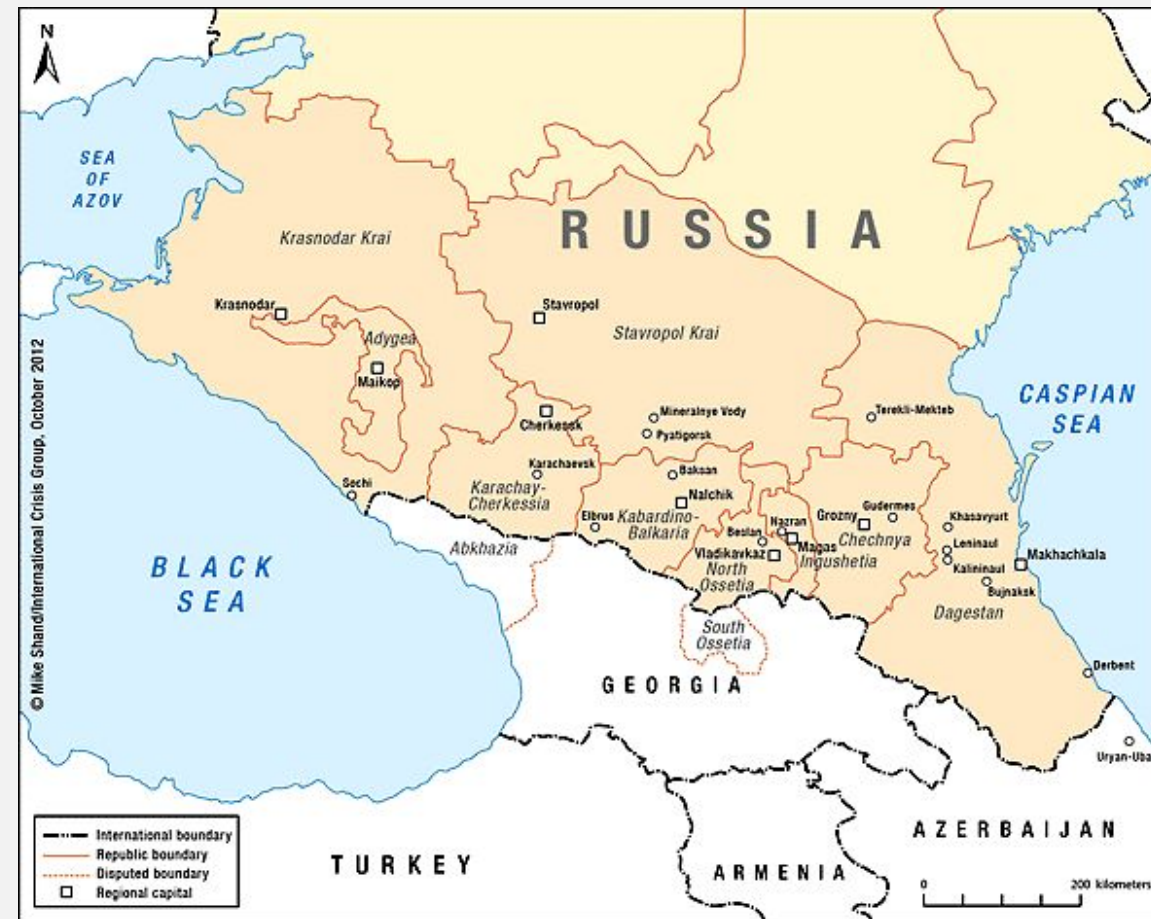 N
SEA
OF
AZOV
Krasnodar Krai
RUSSIA
Krasnodar
Stavropol
Adygea
Stavropol Krai
Maikop
CASPIAN
SEA
Cherkessk
Mineralnye Vody
Terekli-Mekteb
Pyatigorsk
Karachaevsk
Baksan
Sochi
Karachay-
Cherkessia
Nalchik
Elbrus
Kabardino-
Balkaria
Grozny
Gudermes
Khasavyurt
Nazran
Beslan
Magas
Chechnya
Leninaul
Abkhazia
Vladikavkaz
Ingushetia
Kalininaul
Makhachkala
North
Ossetia
Bujnaksk
BLACK
SEA
Dagestan
South
Ossetia
GEORGIA
Derbent
Uryan-Uba
© Mike Shand/International Crisis Group, October 2012
International boundary
Republic boundary
Disputed boundary
Regional capital
TURKEY
ARMENIA
AZERBAIJAN
0
200 kilometers